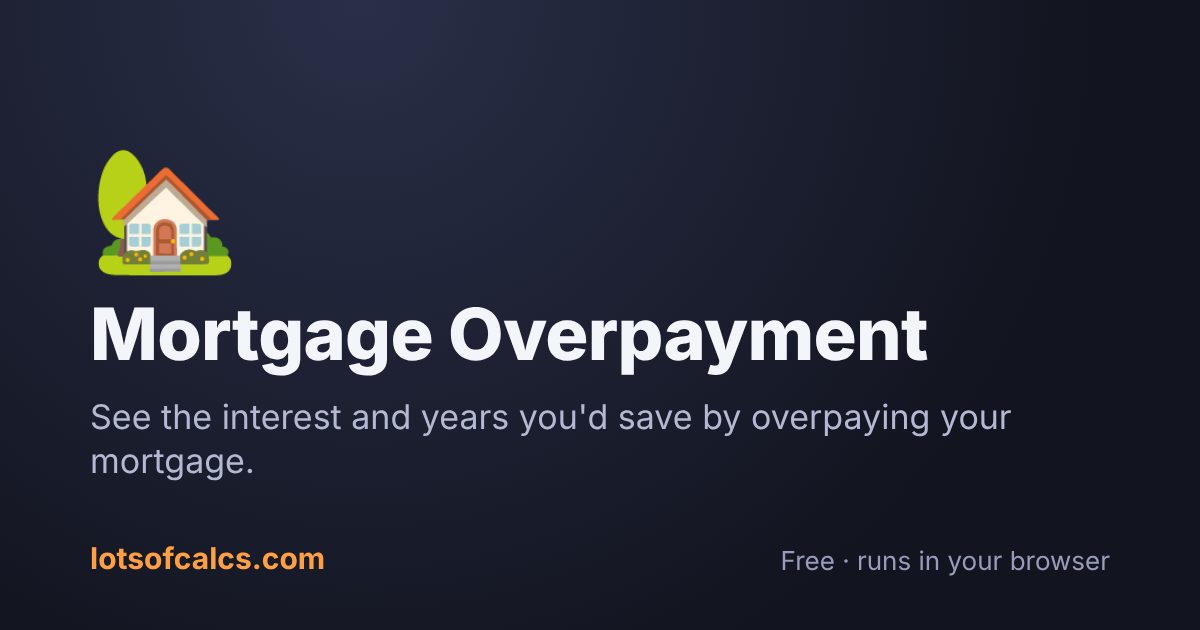 Mortgage Overpayment
See the interest and years you'd save by overpaying your
mortgage.
lotsofcalcs.com
Free · runs in your browser